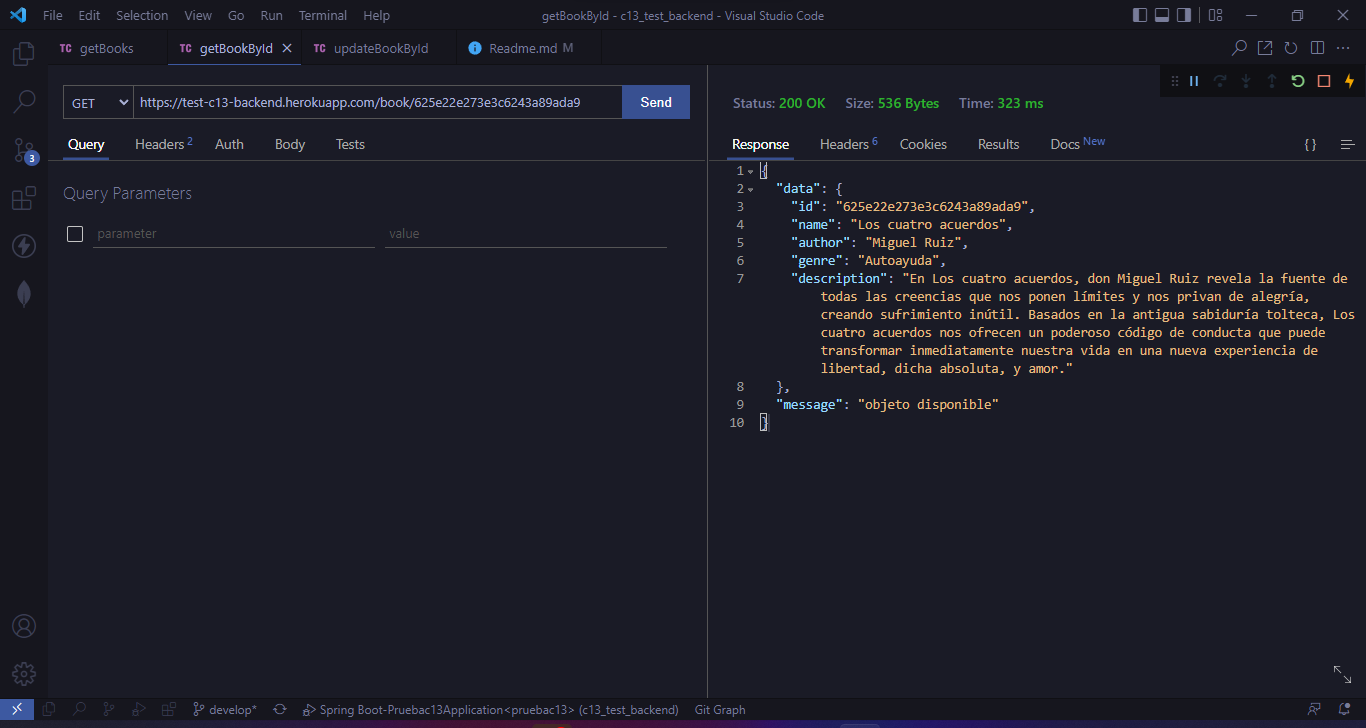 File Edit Selection View Go Run Terminal Help getBookById - c13_test_backend - Visual Studio Code
TC getBooks TC getBookById TC updateBookById Readme.md M
GET https://test-c13-backend.herokuapp.com/book/625e22e273e3c6243a89ada9 Send
Query Headers 2 Auth Body Tests
Query Parameters
parameter value
Status: 200 OK Size: 536 Bytes Time: 323 ms
Response Headers 6 Cookies Results Docs New { }
1 {
2 "data": {
3 "id": "625e22e273e3c6243a89ada9",
4 "name": "Los cuatro acuerdos",
5 "author": "Miguel Ruiz",
6 "genre": "Autoayuda",
7 "description": "En Los cuatro acuerdos, don Miguel Ruiz revela la fuente de
todas las creencias que nos ponen límites y nos privan de alegría,
creando sufrimiento inútil. Basados en la antigua sabiduría tolteca, Los
cuatro acuerdos nos ofrecen un poderoso código de conducta que puede
transformar inmediatamente nuestra vida en una nueva experiencia de
libertad, dicha absoluta, y amor."
8 },
9 "message": "objeto disponible"
10 }
3
develop* Spring Boot-Pruebac13Application<pruebac13> (c13_test_backend) Git Graph